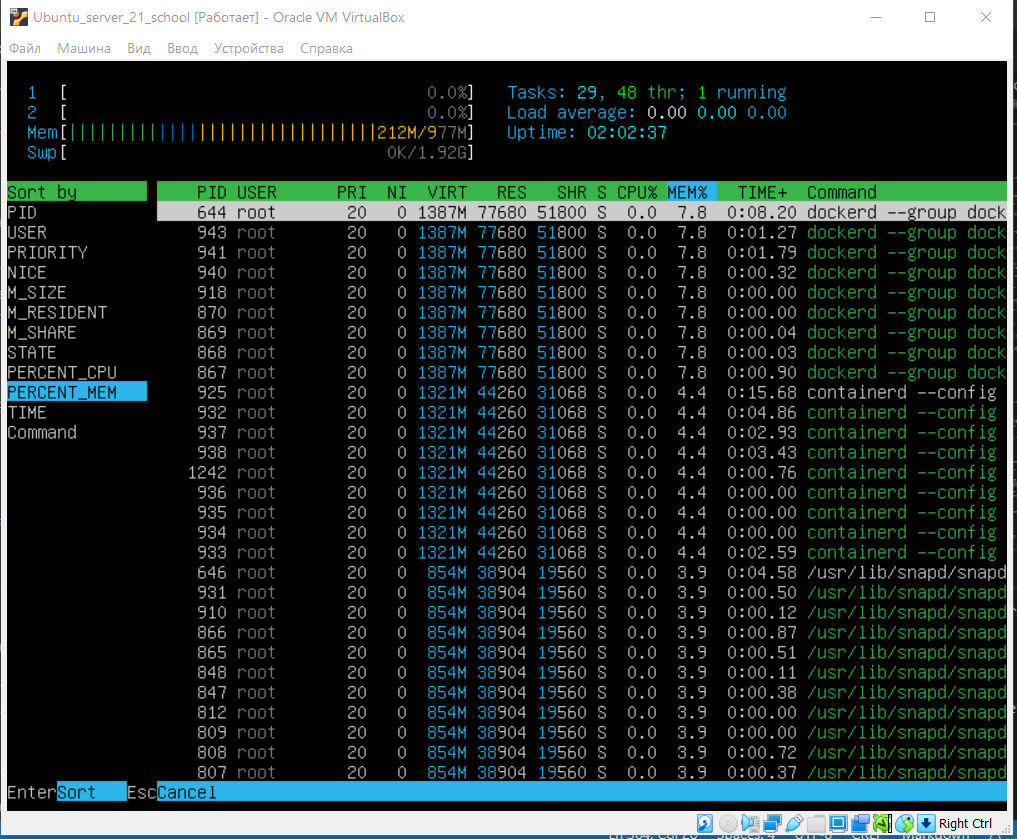 Ubuntu_server_21_school [Работает] - Oracle VM VirtualBox
Файл Машина Вид Ввод Устройства Справка
1 [ 0.0%] Tasks: 29, 48 thr; 1 running
2 [ 0.0%] Load average: 0.00 0.00 0.00
Mem[||||||||||||||||||||||||||||||||212M/977M] Uptime: 02:02:37
Swp[ 0K/1.92G]
Sort by PID USER PRI NI VIRT RES SHR S CPU% MEM% TIME+ Command
PID 644 root 20 0 1387M 77680 51800 S 0.0 7.8 0:08.20 dockerd --group dock
USER 943 root 20 0 1387M 77680 51800 S 0.0 7.8 0:01.27 dockerd --group dock
PRIORITY 941 root 20 0 1387M 77680 51800 S 0.0 7.8 0:01.79 dockerd --group dock
NICE 940 root 20 0 1387M 77680 51800 S 0.0 7.8 0:00.32 dockerd --group dock
M_SIZE 918 root 20 0 1387M 77680 51800 S 0.0 7.8 0:00.00 dockerd --group dock
M_RESIDENT 870 root 20 0 1387M 77680 51800 S 0.0 7.8 0:00.00 dockerd --group dock
M_SHARE 869 root 20 0 1387M 77680 51800 S 0.0 7.8 0:00.04 dockerd --group dock
STATE 868 root 20 0 1387M 77680 51800 S 0.0 7.8 0:00.03 dockerd --group dock
PERCENT_CPU 867 root 20 0 1387M 77680 51800 S 0.0 7.8 0:00.90 dockerd --group dock
PERCENT_MEM 925 root 20 0 1321M 44260 31068 S 0.0 4.4 0:15.68 containerd --config
TIME 932 root 20 0 1321M 44260 31068 S 0.0 4.4 0:04.86 containerd --config
Command 937 root 20 0 1321M 44260 31068 S 0.0 4.4 0:02.93 containerd --config
938 root 20 0 1321M 44260 31068 S 0.0 4.4 0:03.43 containerd --config
1242 root 20 0 1321M 44260 31068 S 0.0 4.4 0:00.76 containerd --config
936 root 20 0 1321M 44260 31068 S 0.0 4.4 0:00.00 containerd --config
935 root 20 0 1321M 44260 31068 S 0.0 4.4 0:00.00 containerd --config
934 root 20 0 1321M 44260 31068 S 0.0 4.4 0:00.00 containerd --config
933 root 20 0 1321M 44260 31068 S 0.0 4.4 0:02.59 containerd --config
646 root 20 0 854M 38904 19560 S 0.0 3.9 0:04.58 /usr/lib/snapd/snapd
931 root 20 0 854M 38904 19560 S 0.0 3.9 0:00.50 /usr/lib/snapd/snapd
910 root 20 0 854M 38904 19560 S 0.0 3.9 0:00.12 /usr/lib/snapd/snapd
866 root 20 0 854M 38904 19560 S 0.0 3.9 0:00.87 /usr/lib/snapd/snapd
865 root 20 0 854M 38904 19560 S 0.0 3.9 0:00.51 /usr/lib/snapd/snapd
848 root 20 0 854M 38904 19560 S 0.0 3.9 0:00.11 /usr/lib/snapd/snapd
847 root 20 0 854M 38904 19560 S 0.0 3.9 0:00.38 /usr/lib/snapd/snapd
812 root 20 0 854M 38904 19560 S 0.0 3.9 0:00.00 /usr/lib/snapd/snapd
809 root 20 0 854M 38904 19560 S 0.0 3.9 0:00.00 /usr/lib/snapd/snapd
808 root 20 0 854M 38904 19560 S 0.0 3.9 0:00.72 /usr/lib/snapd/snapd
807 root 20 0 854M 38904 19560 S 0.0 3.9 0:00.37 /usr/lib/snapd/snapd
EnterSort EscCancel
Right Ctrl